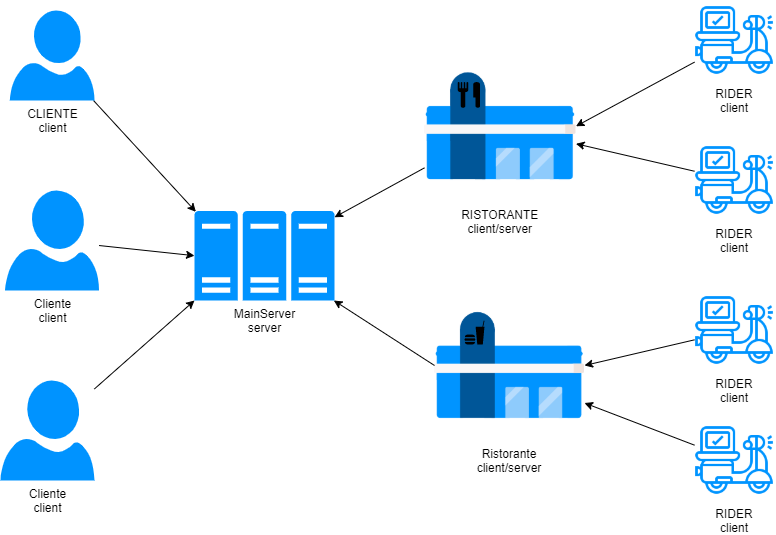 CLIENTE
client
Cliente
client
Cliente
client
MainServer
server
RISTORANTE
client/server
Ristorante
client/server
RIDER
client
RIDER
client
RIDER
client
RIDER
client